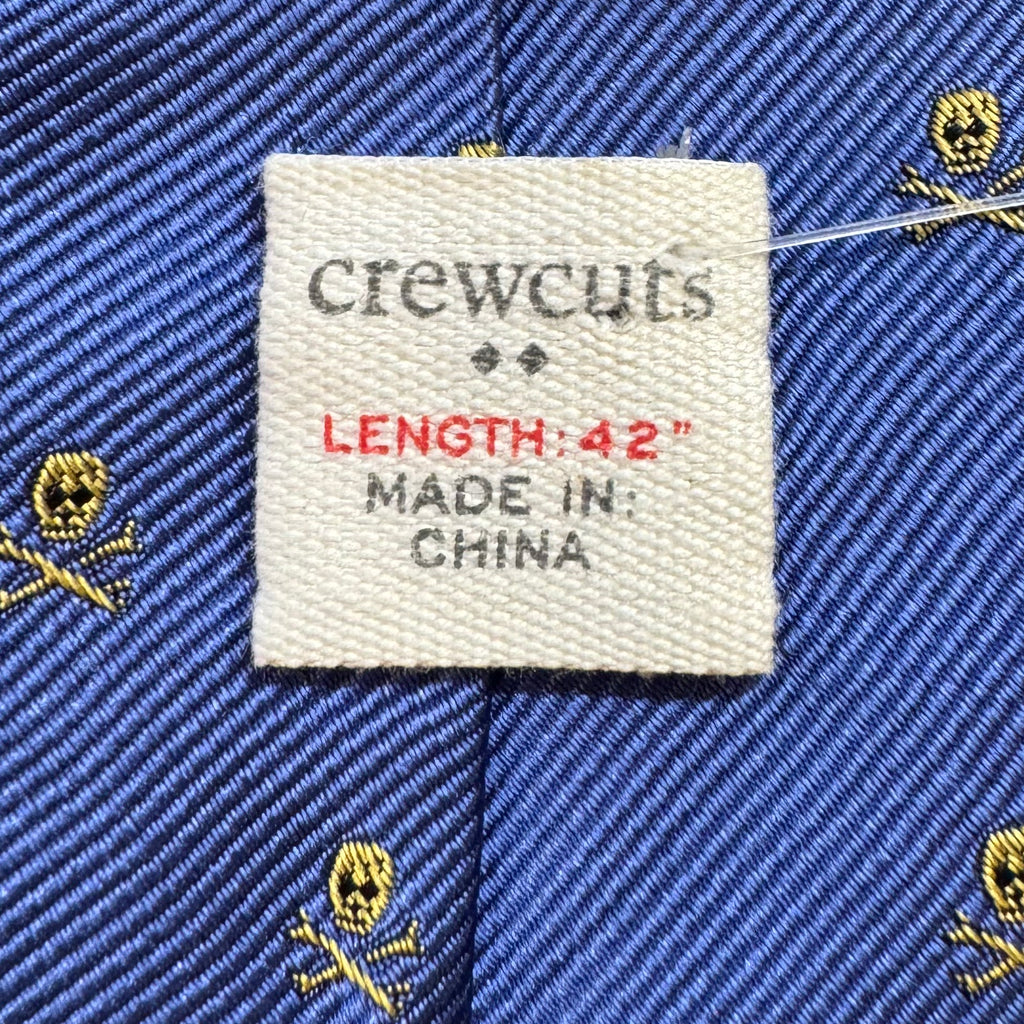 crewcuts
LENGTH: 42"
MADE IN:
CHINA